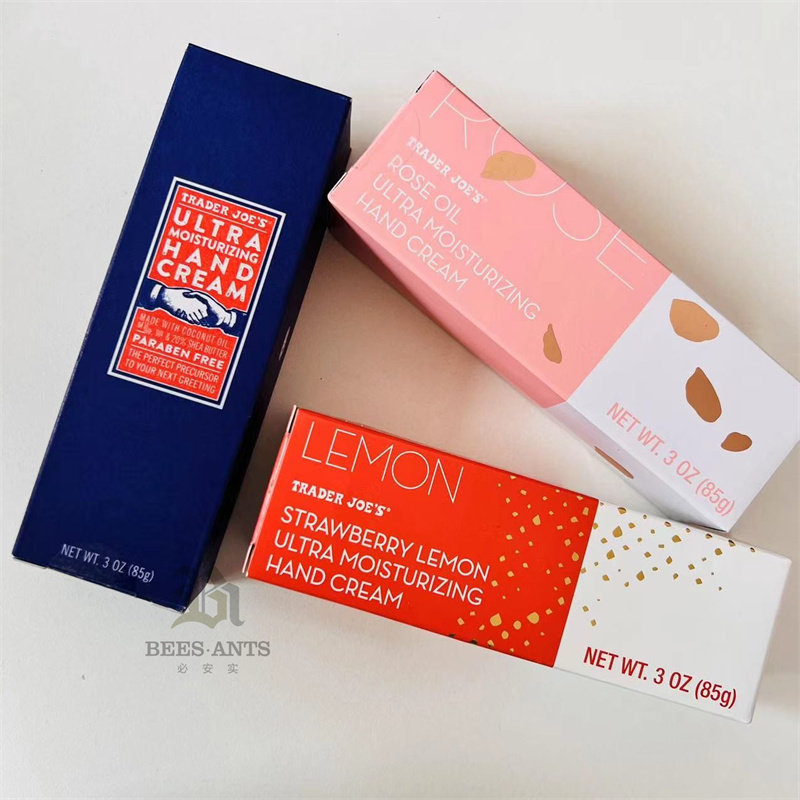 TRADER JOE'S
ULTRA
MOISTURIZING
HAND
CREAM
MADE WITH COCONUT OIL
& 20% SHEA BUTTER
PARABEN FREE
THE PERFECT PRECURSOR
TO YOUR NEXT GREETING
NET WT. 3 OZ (85g)
ROSE
TRADER JOE'S®
ROSE OIL
ULTRA MOISTURIZING
HAND CREAM
NET WT. 3 OZ (85g)
LEMON
TRADER JOE'S®
STRAWBERRY LEMON
ULTRA MOISTURIZING
HAND CREAM
NET WT. 3 OZ (85g)
BEES·ANTS
必安实